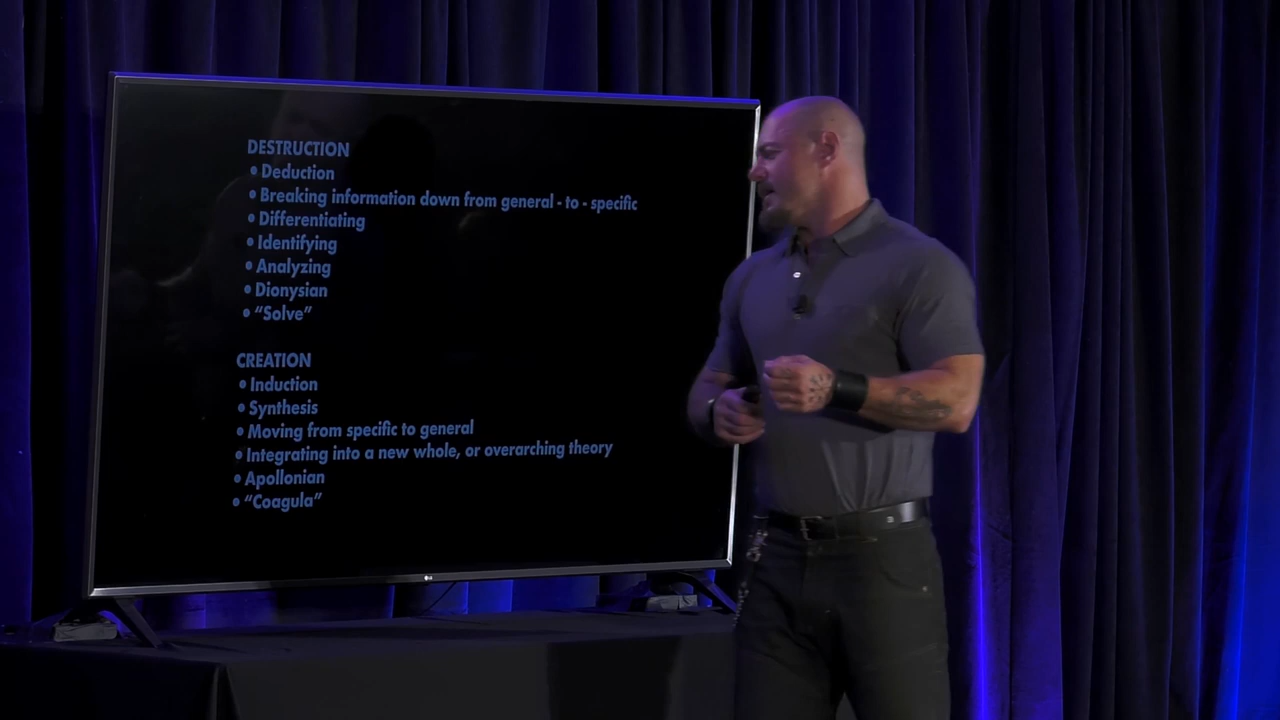 DESTRUCTION
• Deduction
• Breaking information down from general - to - specific
• Differentiating
• Identifying
• Analyzing
• Dionysian
• “Solve”
CREATION
• Induction
• Synthesis
• Moving from specific to general
• Integrating into a new whole, or overarching theory
• Apollonian
• “Coagula”
LG